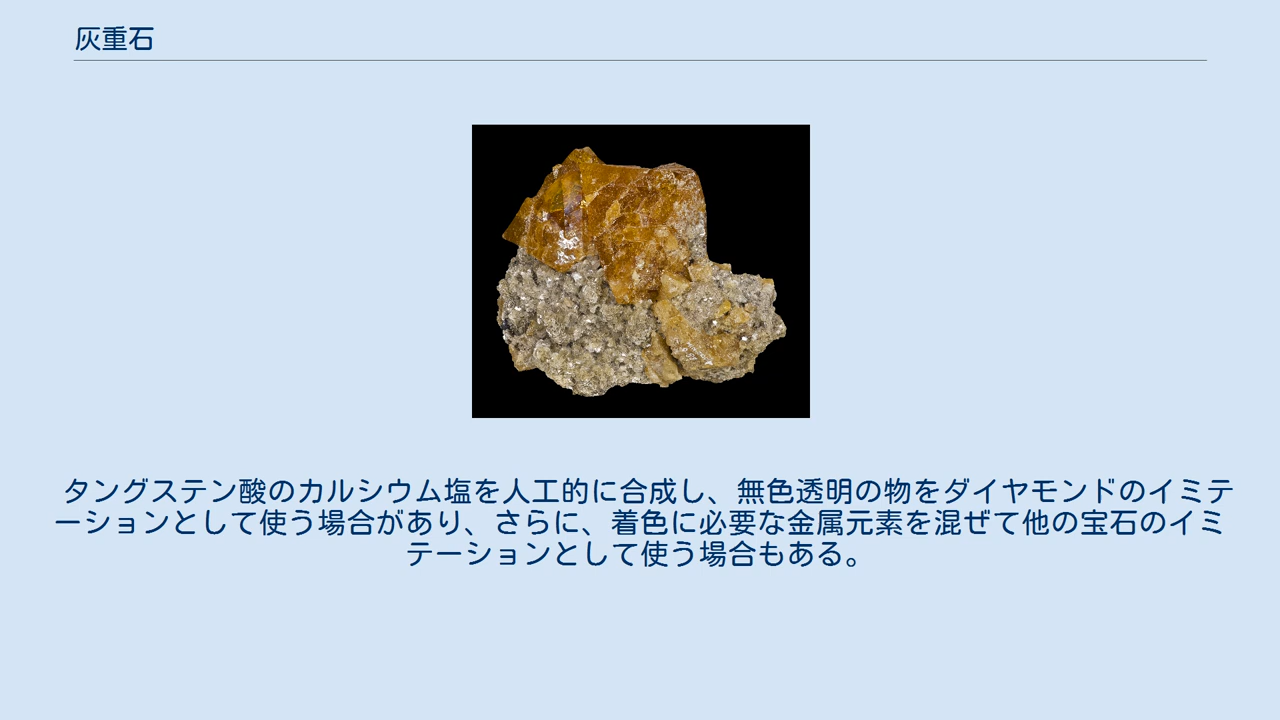 灰重石
タングステン酸のカルシウム塩を人工的に合成し、無色透明の物をダイヤモンドのイミテ
ーションとして使う場合があり、さらに、着色に必要な金属元素を混ぜて他の宝石のイミ
テーションとして使う場合もある。